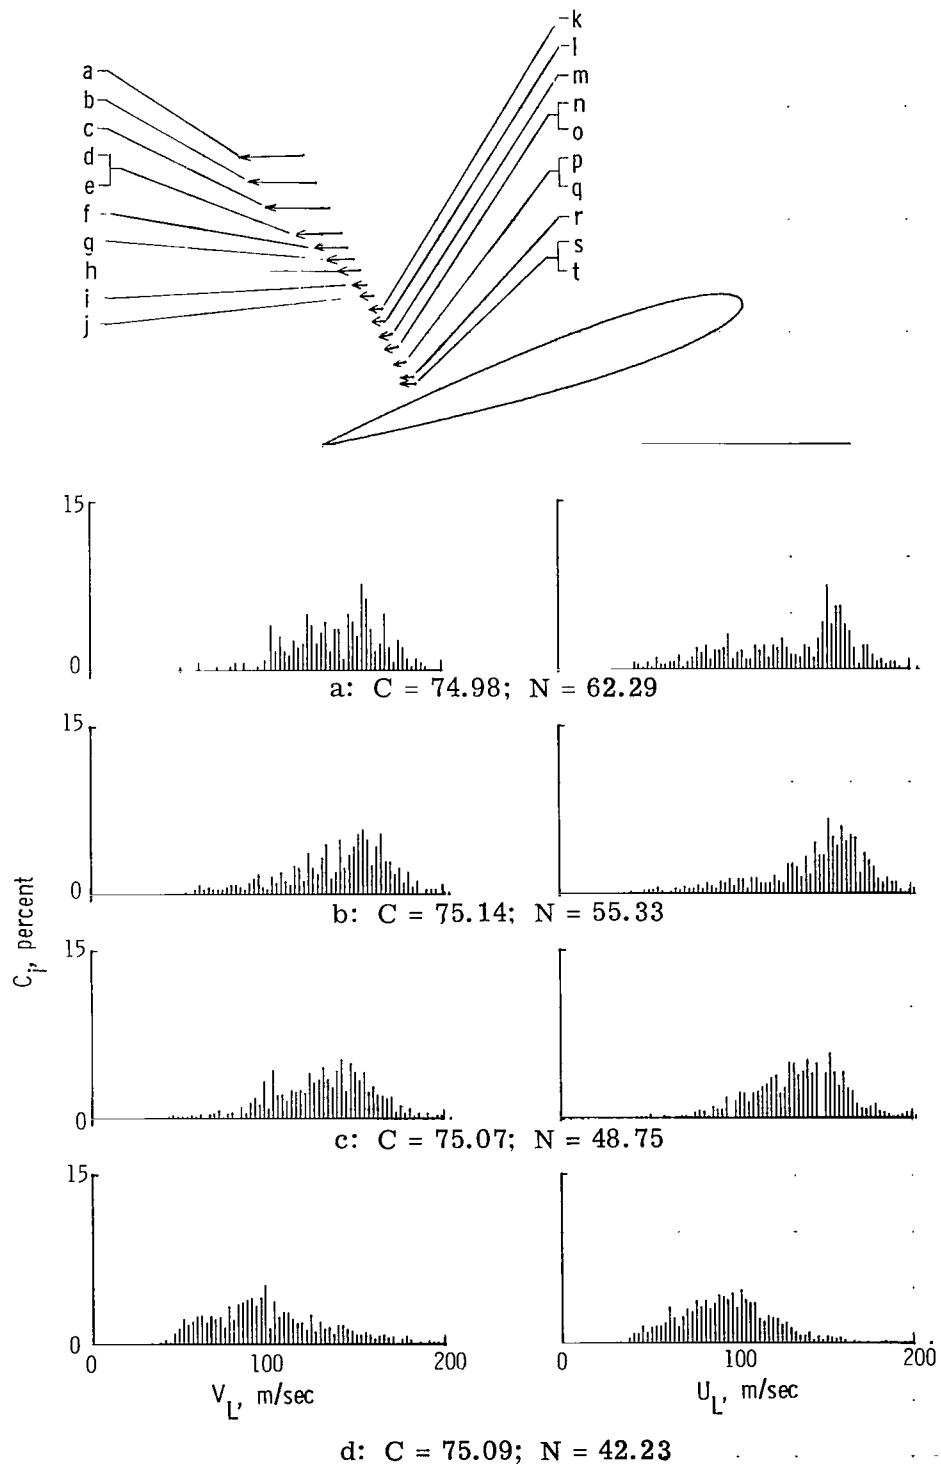 a
b
c
d
e
f
g
h
i
j
k
l
m
n
o
p
q
r
s
t
15
0
a: C = 74.98; N = 62.29
15
0
b: C = 75.14; N = 55.33
C_i, percent
15
0
c: C = 75.07; N = 48.75
15
0
0 100 200
0 100 200
V_L, m/sec
U_L, m/sec
d: C = 75.09; N = 42.23